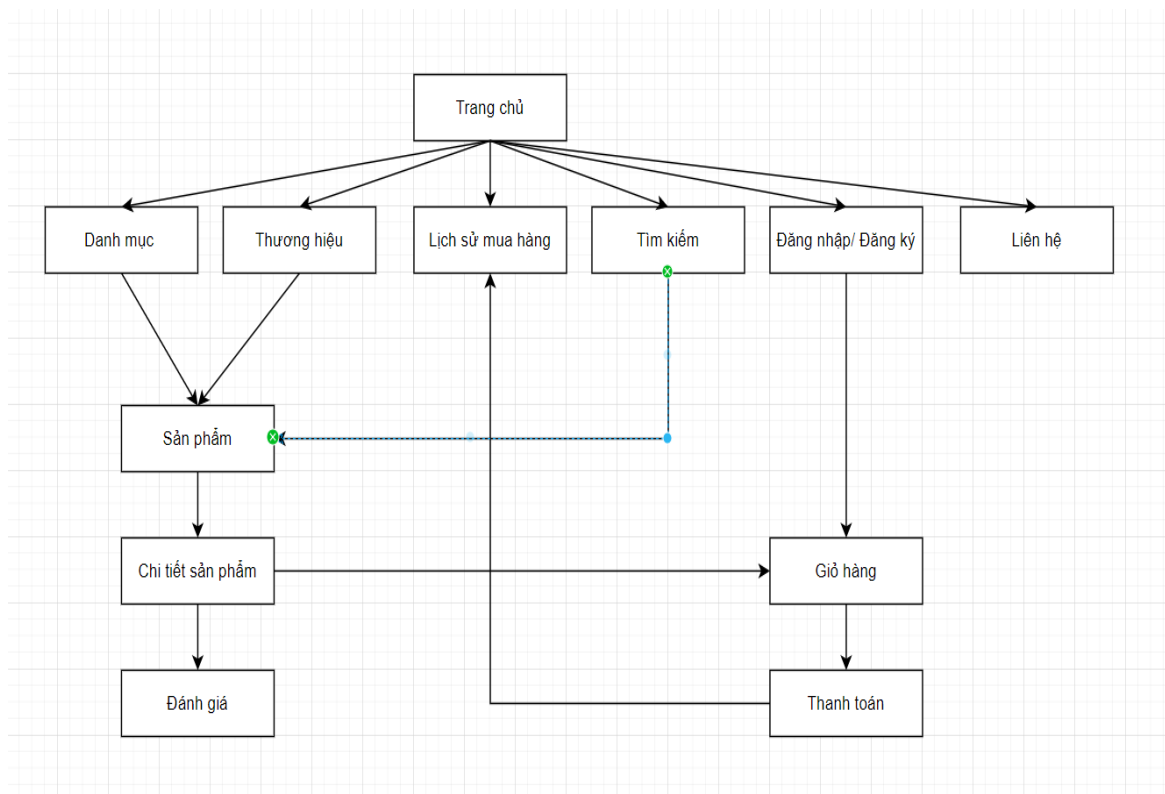 Trang chủ
Danh mục
Thương hiệu
Lịch sử mua hàng
Tìm kiếm
Đăng nhập/ Đăng ký
Liên hệ
Sản phẩm
Chi tiết sản phẩm
Giỏ hàng
Đánh giá
Thanh toán